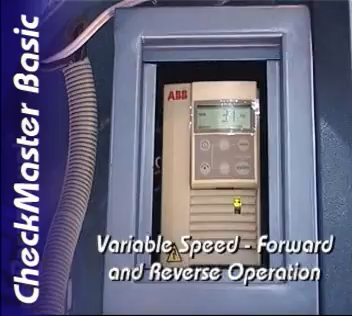 CheckMaster Basic
ABB
Variable Speed - Forward
and Reverse Operation